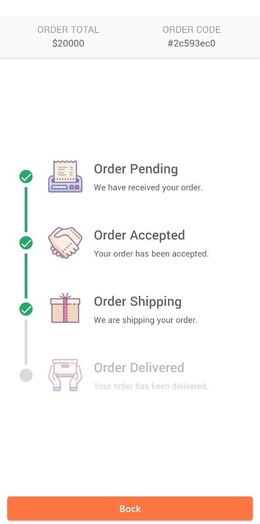 ORDER TOTAL ORDER CODE
$20000 #2c593ec0
Order Pending
We have received your order.
Order Accepted
Your order has been accepted.
Order Shipping
We are shipping your order.
Order Delivered
Your order has been delivered.
Back